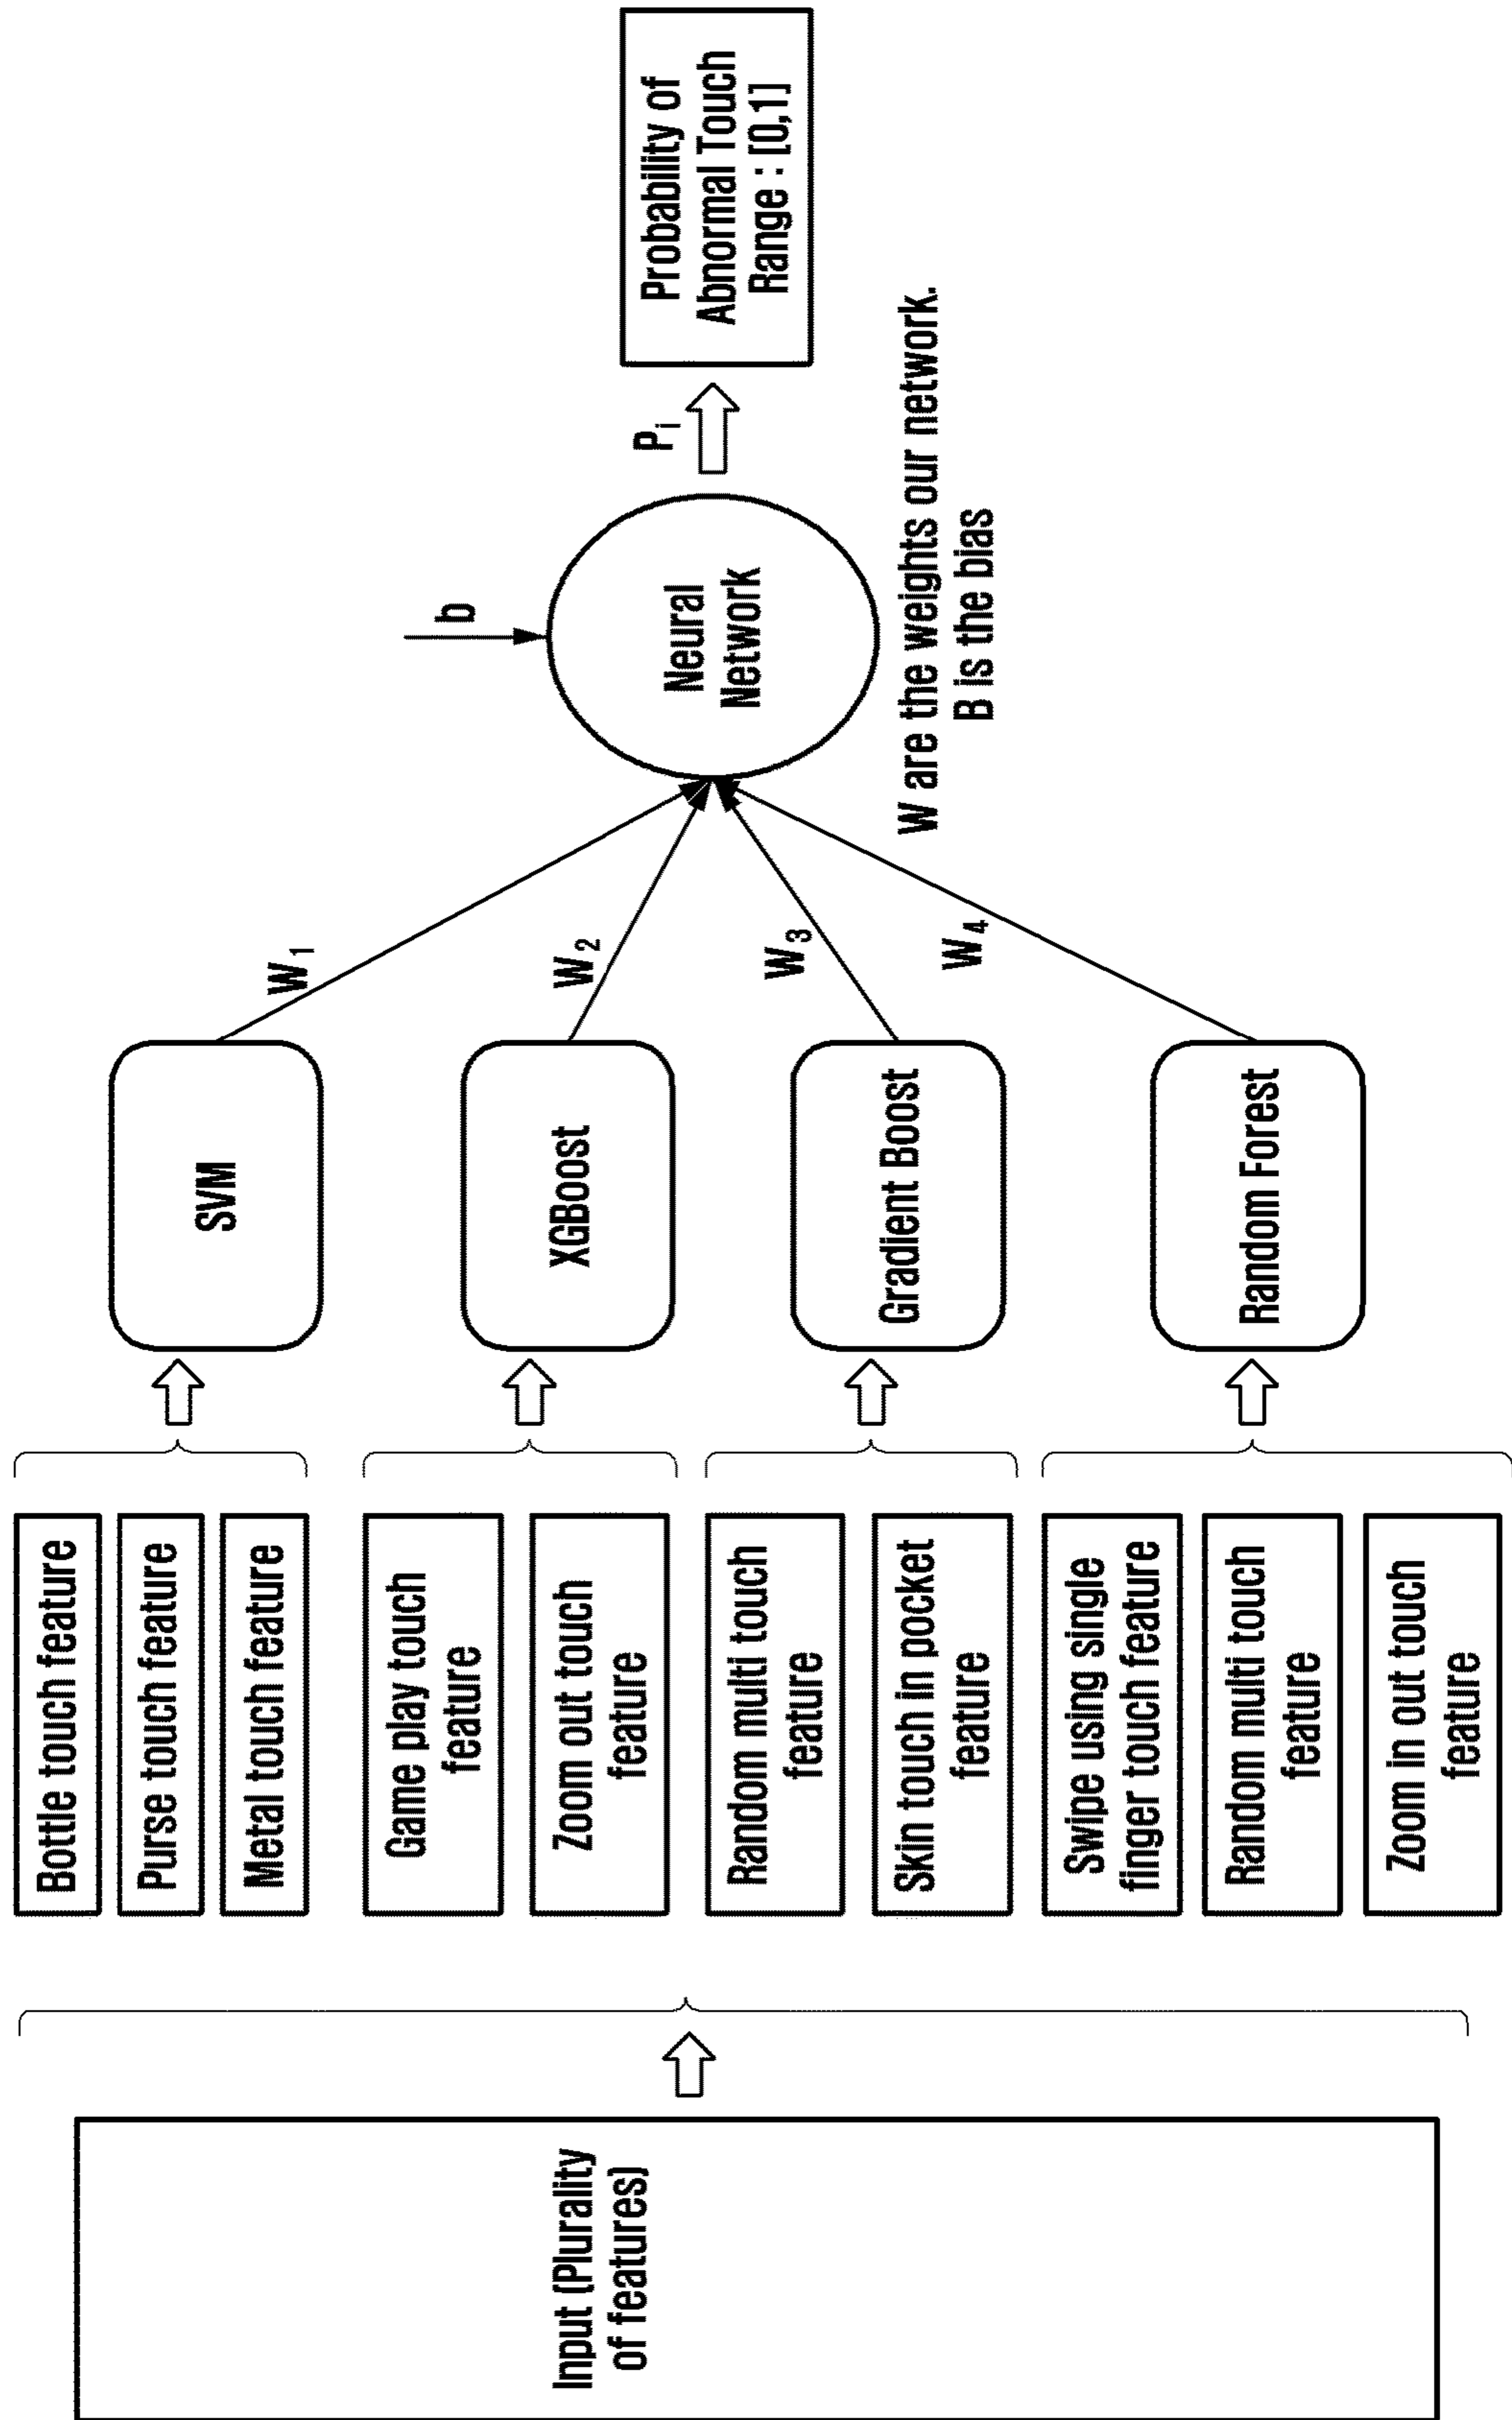 Input (Plurality
of features)
Bottle touch feature
Purse touch feature
Metal touch feature
Game play touch
feature
Zoom out touch
feature
Random multi touch
feature
Skin touch in pocket
feature
Swipe using single
finger touch feature
Random multi touch
feature
Zoom in out touch
feature
SVM
XGBoost
Gradient Boost
Random Forest
W1
W2
W3
W4
b
Neural
Network
Pi
Probability of
Abnormal Touch
Range : [0,1]
W are the weights our network.
B is the bias